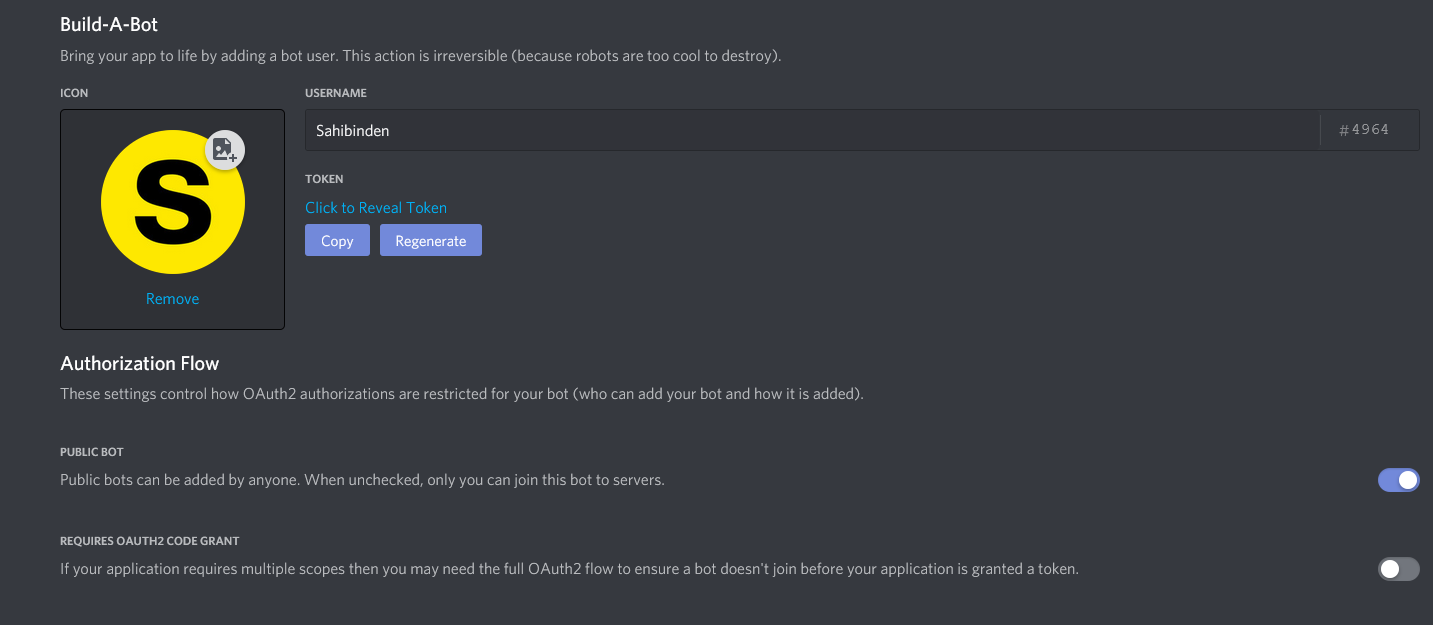 Build-A-Bot
Bring your app to life by adding a bot user. This action is irreversible (because robots are too cool to destroy).
ICON
USERNAME
S
Sahibinden
#4964
TOKEN
Click to Reveal Token
Copy
Regenerate
Remove
Authorization Flow
These settings control how OAuth2 authorizations are restricted for your bot (who can add your bot and how it is added).
PUBLIC BOT
Public bots can be added by anyone. When unchecked, only you can join this bot to servers.
REQUIRES OAUTH2 CODE GRANT
If your application requires multiple scopes then you may need the full OAuth2 flow to ensure a bot doesn't join before your application is granted a token.